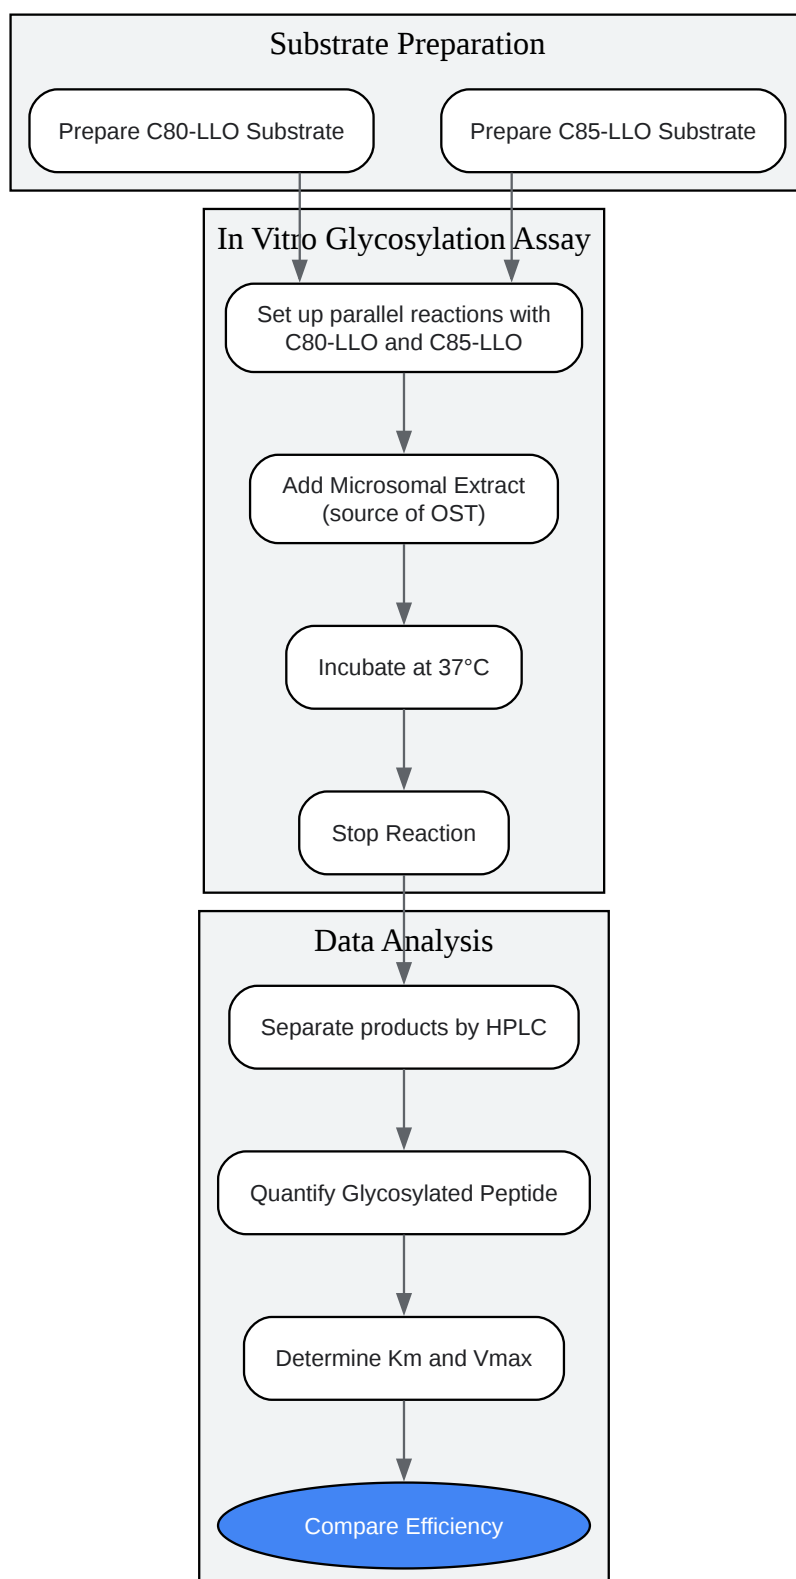 Substrate Preparation
Prepare C80-LLO Substrate
Prepare C85-LLO Substrate
In Vitro Glycosylation Assay
Set up parallel reactions with
C80-LLO and C85-LLO
Add Microsomal Extract
(source of OST)
Incubate at 37°C
Stop Reaction
Data Analysis
Separate products by HPLC
Quantify Glycosylated Peptide
Determine Km and Vmax
Compare Efficiency